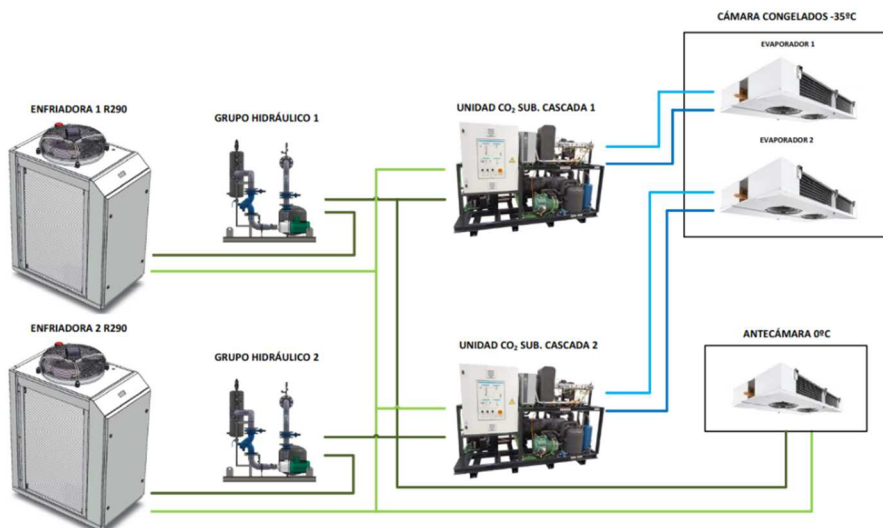 CÁMARA CONGELADOS -35ºC
EVAPORADOR 1
ENFRIADORA 1 R290
GRUPO HIDRÁULICO 1
UNIDAD CO₂ SUB. CASCADA 1
EVAPORADOR 2
ENFRIADORA 2 R290
GRUPO HIDRÁULICO 2
UNIDAD CO₂ SUB. CASCADA 2
ANTECÁMARA 0ºC